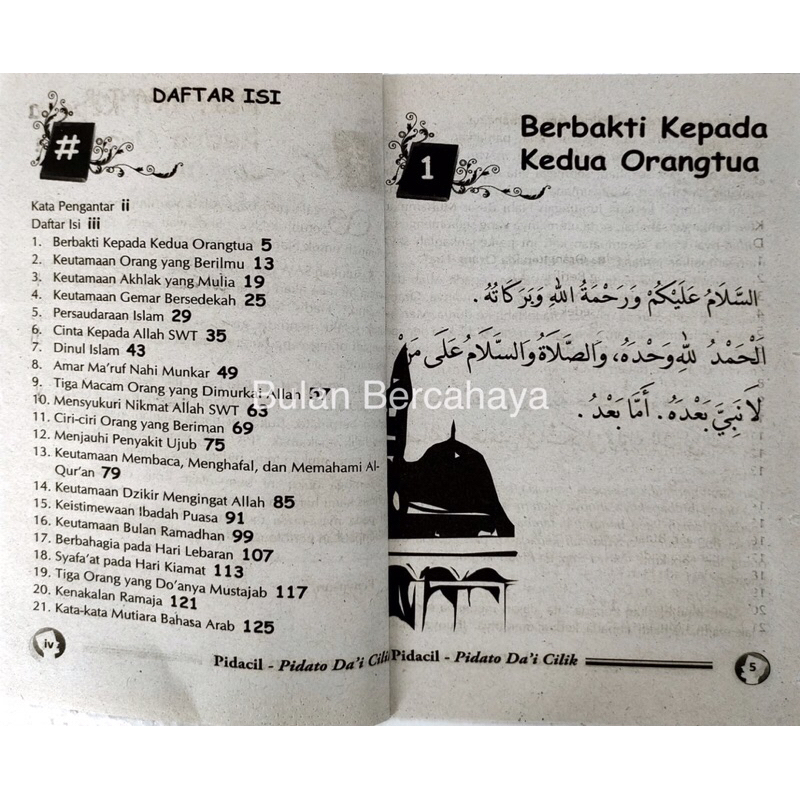 DAFTAR ISI
#
Kata Pengantar ii
Daftar Isi iii
1. Berbakti Kepada Kedua Orangtua 5
2. Keutamaan Orang yang Berilmu 13
3. Keutamaan Akhlak yang Mulia 19
4. Keutamaan Gemar Bersedekah 25
5. Persaudaraan Islam 29
6. Cinta Kepada Allah SWT 35
7. Dinul Islam 43
8. Amar Ma'ruf Nahi Munkar 49
9. Tiga Macam Orang yang Dimurkai Allah 57
10. Mensyukuri Nikmat Allah SWT 63
11. Ciri-ciri Orang Beriman 69
12. Menjauhi Penyakit Ujub 75
13. Keutamaan Membaca, Menghafal, dan Memahami Al-
Qur'an 79
14. Keutamaan Dzikir Mengingat Allah 85
15. Keistimewaan Ibadah Puasa 91
16. Keutamaan Bulan Ramadhan 99
17. Berbahagia pada Hari Lebaran 107
18. Syafa'at pada Hari Kiamat 113
19. Tiga Orang yang Do'anya Mustajab 117
20. Kenakalan Ramaja 121
21. Kata-kata Mutiara Bahasa Arab 125
iv
Pidacil - Pidato Da'i Cilik
1
Berbakti Kepada
Kedua Orangtua
السَّلَامُ عَلَيْكُمْ وَرَحْمَةُ اللهِ وَبَرَكَاتُهُ.
الْحَمْدُ لِلّٰهِ وَحْدَهُ، وَالصَّلَاةُ وَالسَّلَامُ عَلَى مَنْ
لَا نَبِيَّ بَعْدَهُ. أَمَّا بَعْدُ.
Pidacil - Pidato Da'i Cilik
5
Bulan Bercahaya